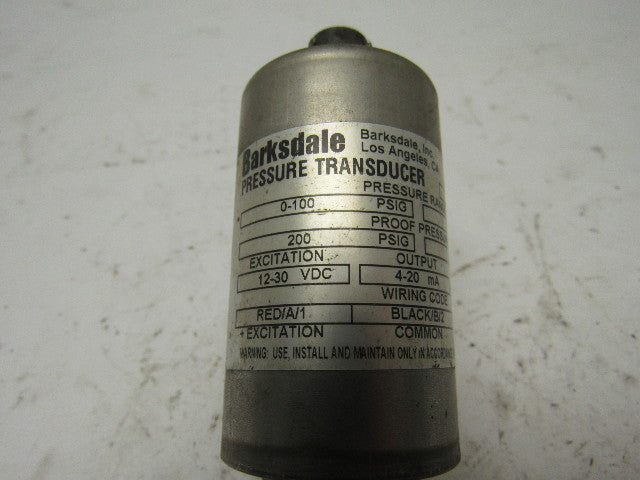 Barksdale
Barksdale, Inc.
Los Angeles, CA
PRESSURE TRANSDUCER
PRESSURE
0-100 PSIG
PROOF
200 PSIG
EXCITATION OUTPUT
12-30 VDC 4-20 mA
WIRING CODE
RED/A/1 BLACK/B/2
+ EXCITATION COMMON
WARNING: USE, INSTALL AND MAINTAIN ONLY IN